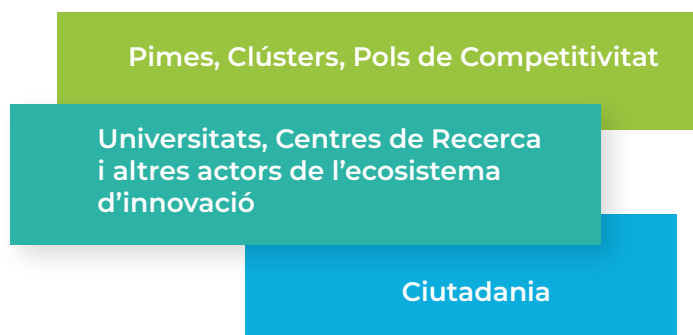 Pimes, Clústers, Pols de Competitivitat
Universitats, Centres de Recerca
i altres actors de l’ecosistema
d’innovació
Ciutadania